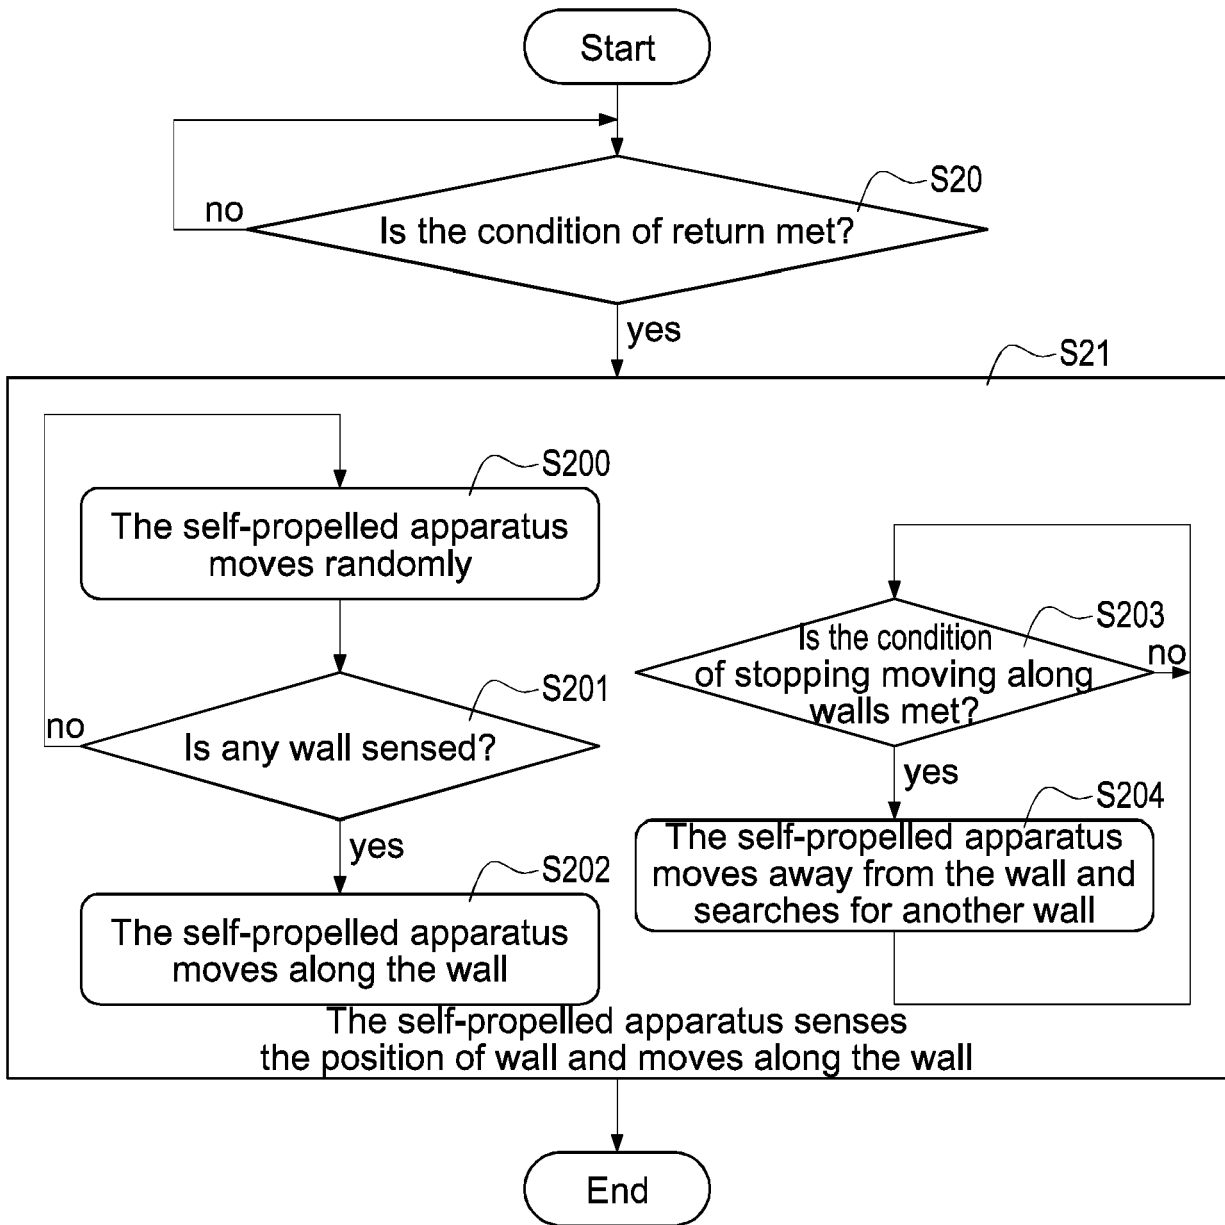 Start
S20
no
Is the condition of return met?
yes
S21
S200
The self-propelled apparatus
moves randomly
S201
no
Is any wall sensed?
yes
S202
The self-propelled apparatus
moves along the wall
S203
Is the condition
of stopping moving along
walls met?
no
yes
S204
The self-propelled apparatus
moves away from the wall and
searches for another wall
The self-propelled apparatus senses
the position of wall and moves along the wall
End